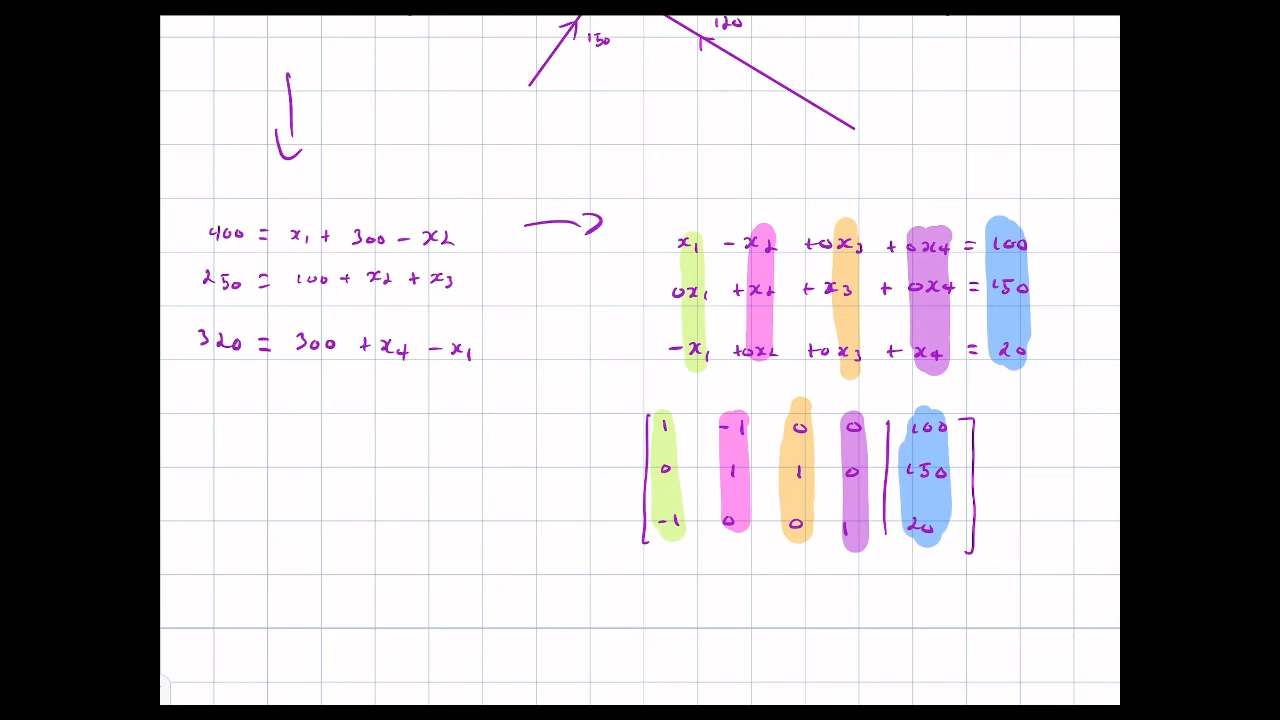 120
150
400 = x₁ + 300 - x₂
250 = 100 + x₂ + x₃
320 = 300 + x₄ - x₁
x₁ - x₂ + 0x₃ + 0x₄ = 100
0x₁ + x₂ + x₃ + 0x₄ = 150
-x₁ + 0x₂ + 0x₃ + x₄ = 20
1 -1 0 0 | 100
0 1 1 0 | 150
-1 0 0 1 | 20